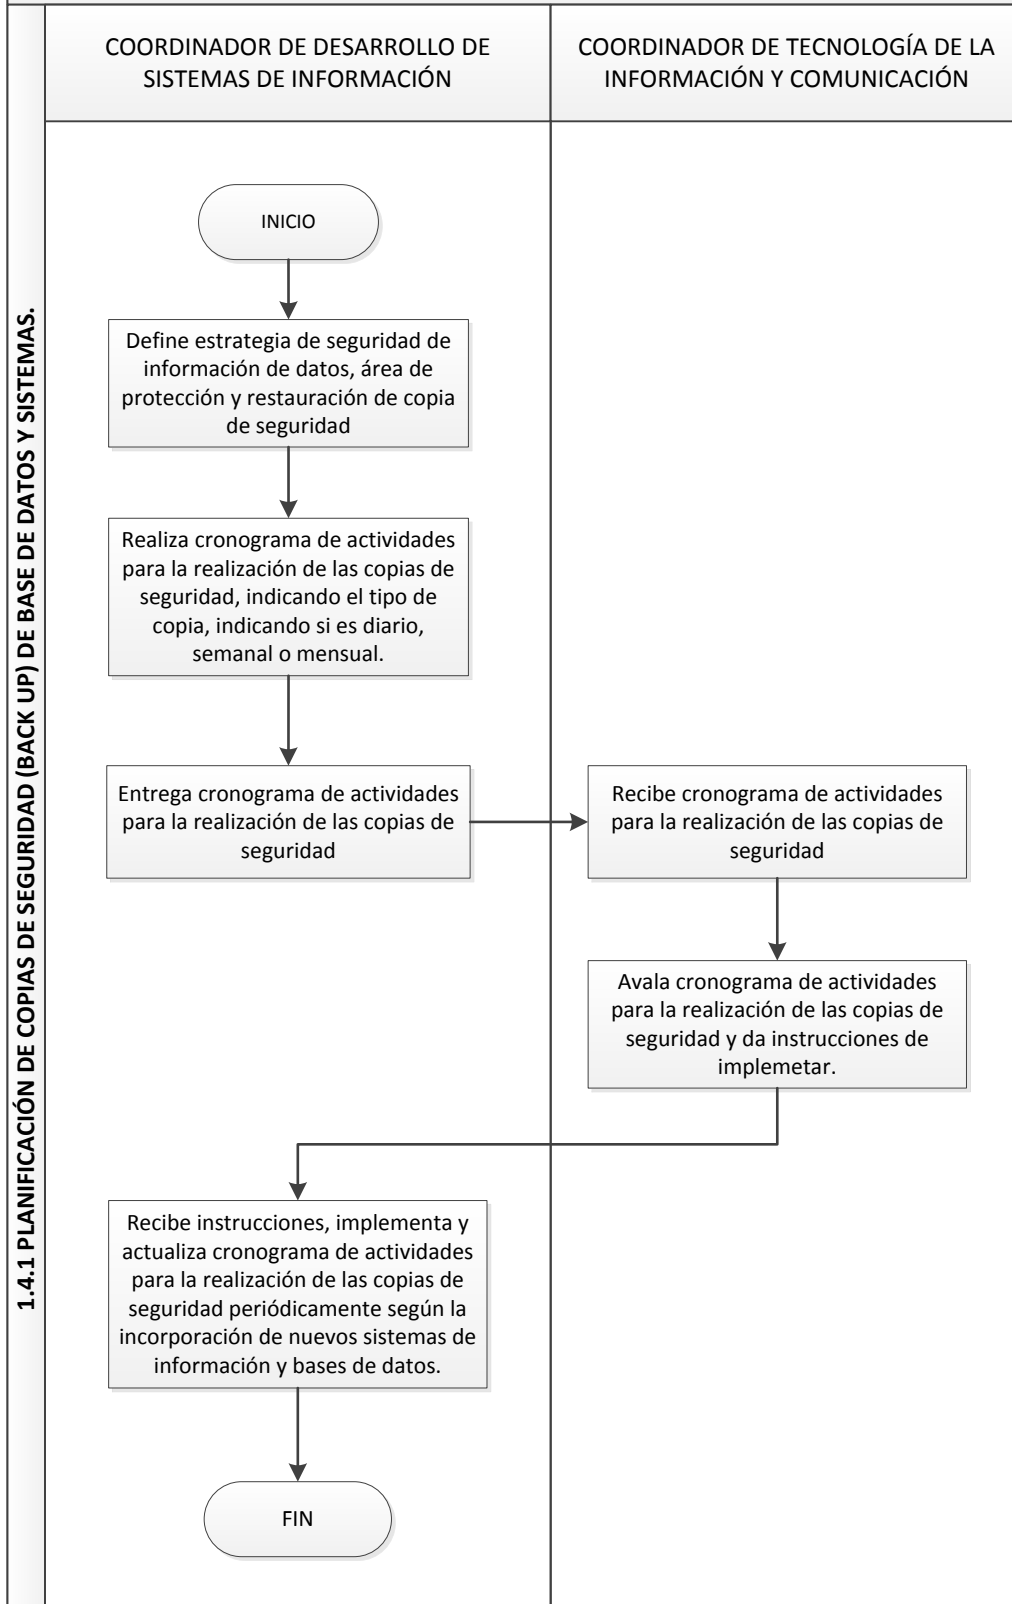 COORDINADOR DE DESARROLLO DE
SISTEMAS DE INFORMACIÓN
COORDINADOR DE TECNOLOGÍA DE LA
INFORMACIÓN Y COMUNICACIÓN
1.4.1 PLANIFICACIÓN DE COPIAS DE SEGURIDAD (BACK UP) DE BASE DE DATOS Y SISTEMAS.
INICIO
Define estrategia de seguridad de
información de datos, área de
protección y restauración de copia
de seguridad
Realiza cronograma de actividades
para la realización de las copias de
seguridad, indicando el tipo de
copia, indicando si es diario,
semanal o mensual.
Entrega cronograma de actividades
para la realización de las copias de
seguridad
Recibe cronograma de actividades
para la realización de las copias de
seguridad
Avala cronograma de actividades
para la realización de las copias de
seguridad y da instrucciones de
implemetar.
Recibe instrucciones, implementa y
actualiza cronograma de actividades
para la realización de las copias de
seguridad periódicamente según la
incorporación de nuevos sistemas de
información y bases de datos.
FIN